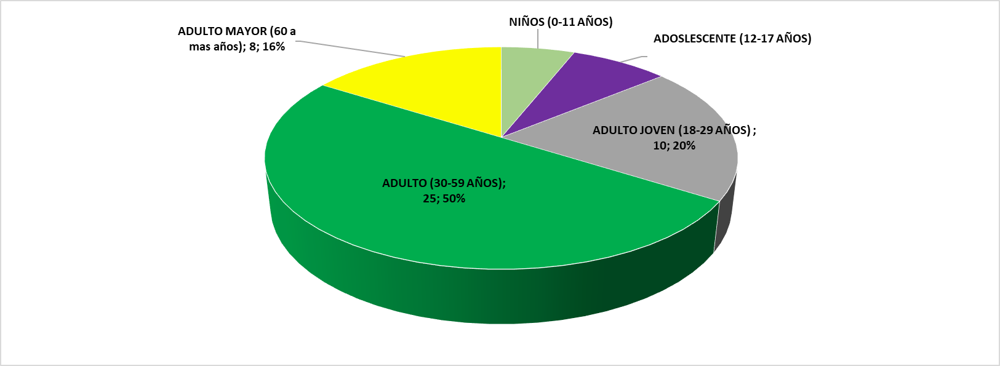 NIÑOS (0-11 AÑOS)
ADULTO MAYOR (60 a
mas años); 8; 16%
ADOSLESCENTE (12-17 AÑOS)
ADULTO JOVEN (18-29 AÑOS) ;
10; 20%
ADULTO (30-59 AÑOS);
25; 50%